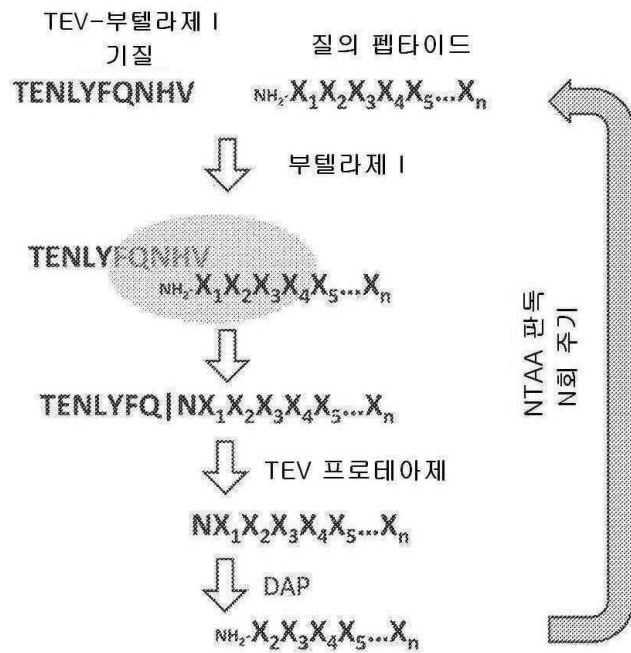 TEV-부텔라제 I
기질
질의 펩타이드
TENLYFQNHV
NH₂-X₁X₂X₃X₄X₅...Xₙ
부텔라제 I
TENLYFQNHV
NH₂-X₁X₂X₃X₄X₅...Xₙ
TENLYFQ|NX₁X₂X₃X₄X₅...Xₙ
TEV 프로테아제
NX₁X₂X₃X₄X₅...Xₙ
DAP
NH₂-X₂X₃X₄X₅...Xₙ
NTAA 판독
N회 주기